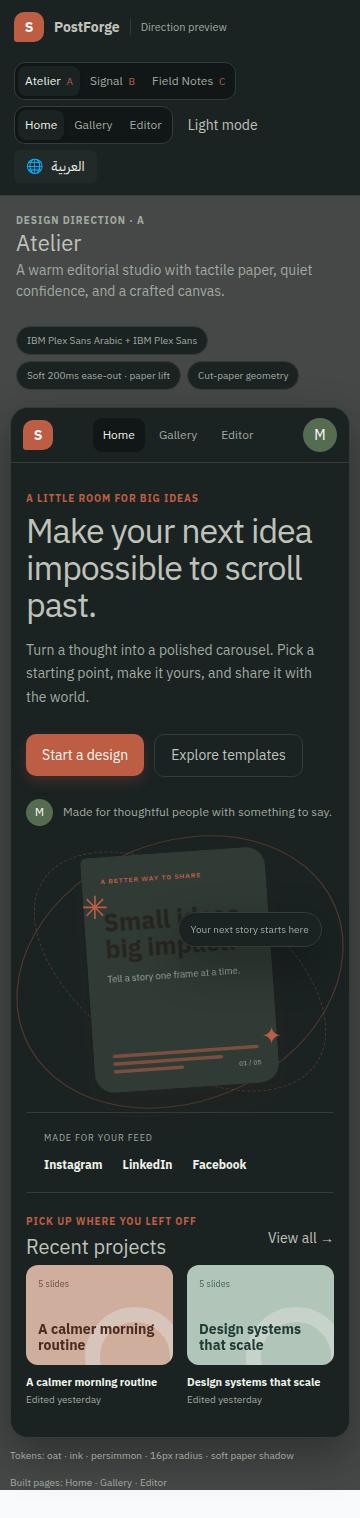 S PostForge Direction preview
Atelier A Signal B Field Notes C
Home Gallery Editor Light mode
العربية
DESIGN DIRECTION · A
Atelier
A warm editorial studio with tactile paper, quiet
confidence, and a crafted canvas.
IBM Plex Sans Arabic + IBM Plex Sans
Soft 200ms ease-out · paper lift Cut-paper geometry
S Home Gallery Editor M
A LITTLE ROOM FOR BIG IDEAS
Make your next idea
impossible to scroll
past.
Turn a thought into a polished carousel. Pick a
starting point, make it yours, and share it with
the world.
Start a design Explore templates
M Made for thoughtful people with something to say.
A BETTER WAY TO SHARE
Small
big
Your next story starts here
Tell a story one frame at a time.
01 / 05
MADE FOR YOUR FEED
Instagram LinkedIn Facebook
PICK UP WHERE YOU LEFT OFF
Recent projects View all →
5 slides
A calmer morning
routine
5 slides
Design systems
that scale
A calmer morning routine
Edited yesterday
Design systems that scale
Edited yesterday
Tokens: oat · ink · persimmon · 16px radius · soft paper shadow
Built pages: Home · Gallery · Editor